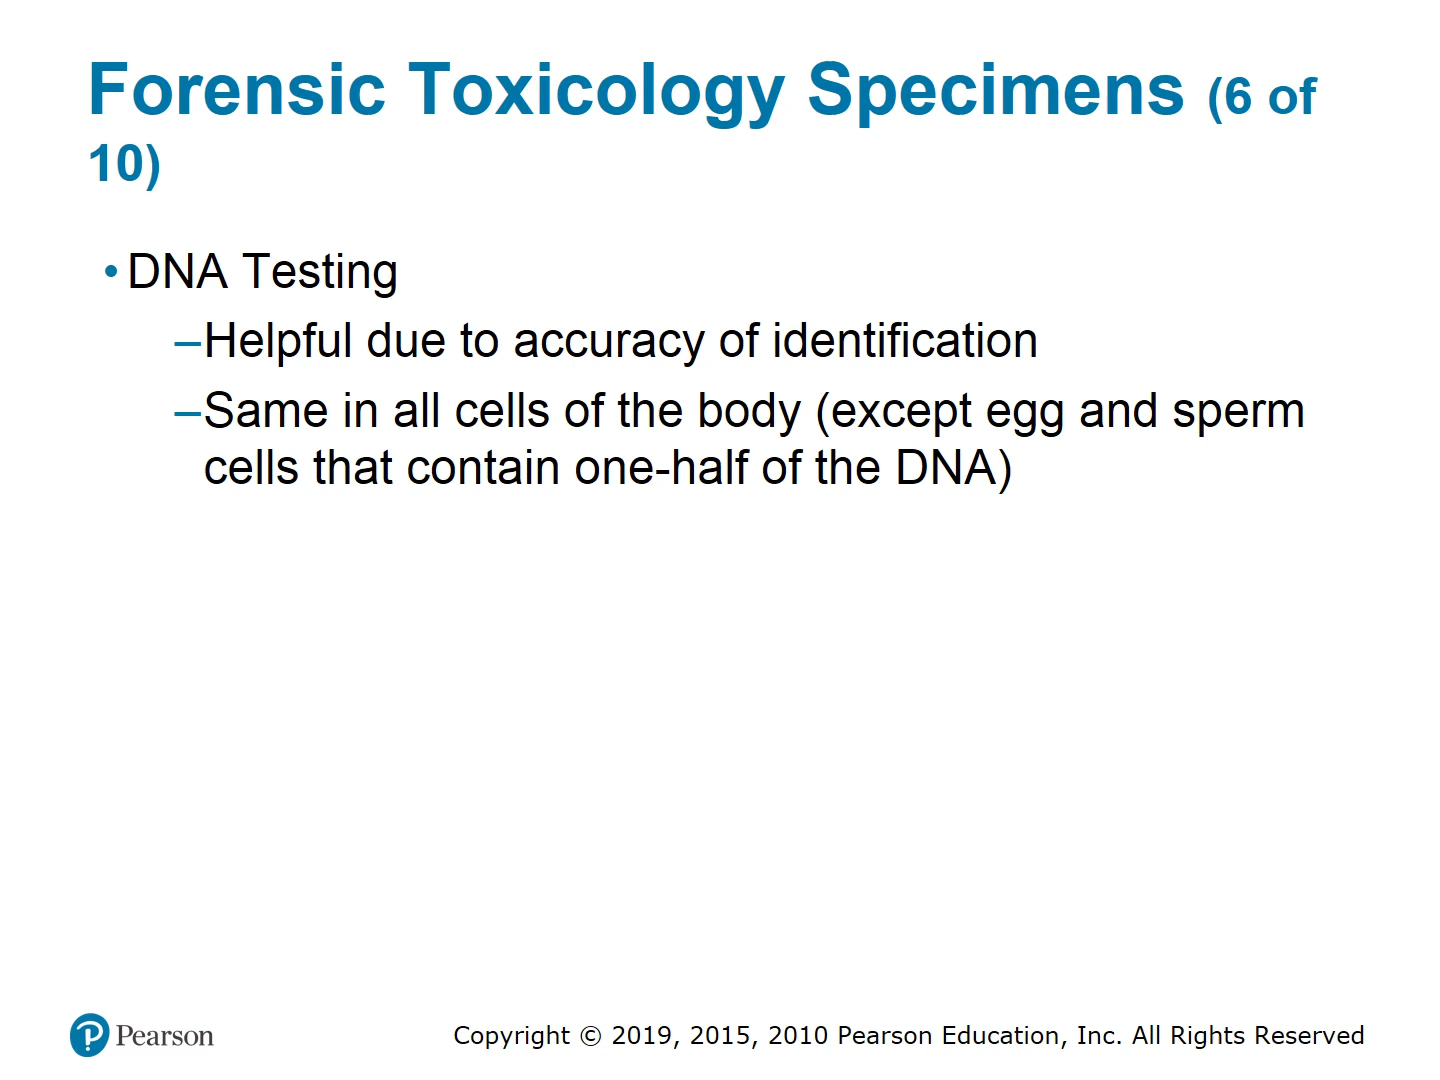 Forensic Toxicology Specimens (6 of
10)
• DNA Testing
–Helpful due to accuracy of identification
–Same in all cells of the body (except egg and sperm
cells that contain one-half of the DNA)
Pearson
Copyright © 2019, 2015, 2010 Pearson Education, Inc. All Rights Reserved